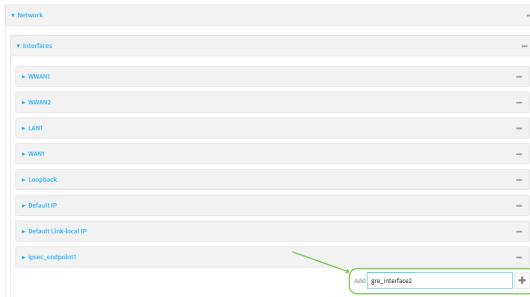 Network
Interfaces
WWAN1
WWAN2
LAN1
WAN1
Loopback
Default IP
Default Link-local IP
ipsec_endpoint1
Add gre_interface2